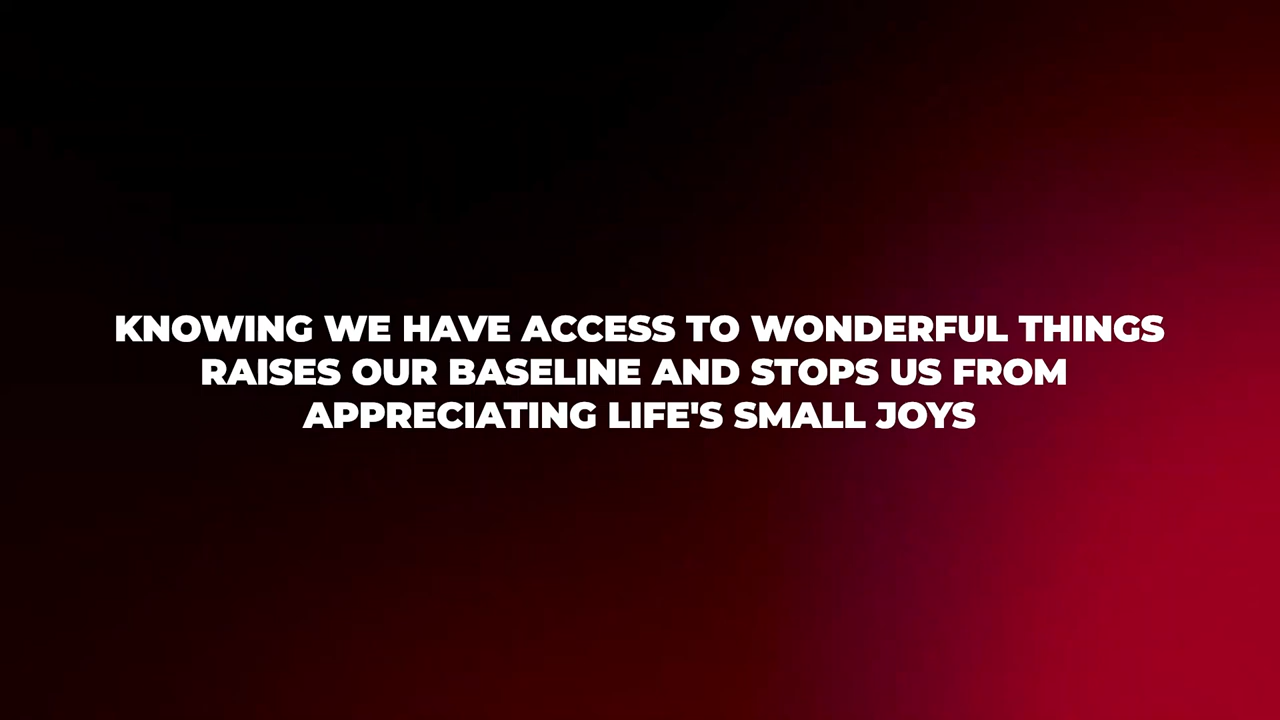 KNOWING WE HAVE ACCESS TO WONDERFUL THINGS
RAISES OUR BASELINE AND STOPS US FROM
APPRECIATING LIFE'S SMALL JOYS